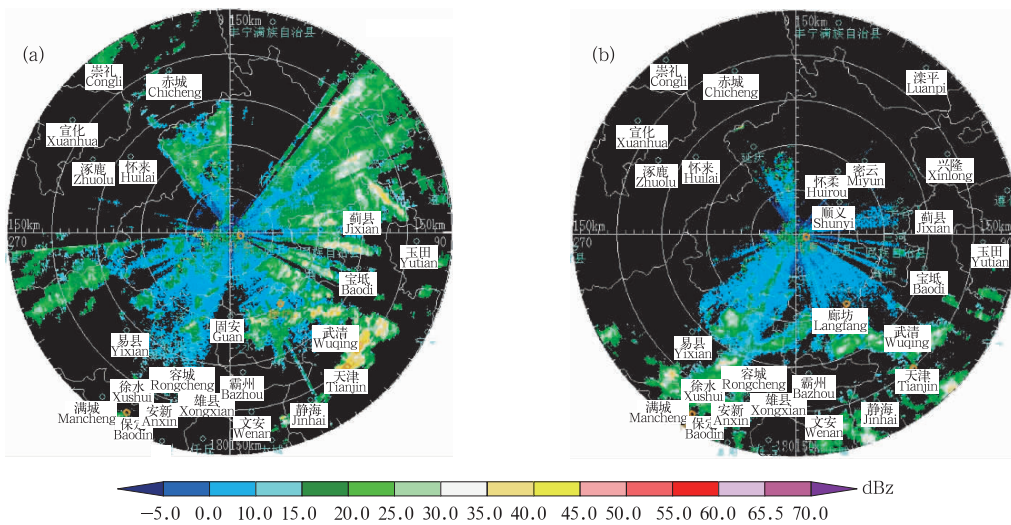 (a)
0 150km
丰宁满族自治县
崇礼
Congli
赤城
Chicheng
宣化
Xuanhua
涿鹿
Zhuolu
怀来
Huilai
蓟县
Jixian
150km
270
150km
90
玉田
Yutian
宝坻
Baodi
固安
Guan
武清
Wuqing
易县
Yixian
天津
Tianjin
容城
Rongcheng
霸州
Bazhou
徐水
Xushui
雄县
Xongxian
满城
Mancheng
安新
Anxin
静海
Jinhai
Baodin
文安
Wenan
180 150km
(b)
0 150km
丰宁满族自治县
崇礼
Congli
赤城
Chicheng
滦平
Luanpi
宣化
Xuanhua
涿鹿
Zhuolu
怀来
Huilai
密云
Miyun
兴隆
Xinlong
怀柔
Huirou
顺义
Shunyi
蓟县
Jixian
150km
270
150km
90
玉田
Yutian
宝坻
Baodi
廊坊
Langfang
武清
Wuqing
易县
Yixian
天津
Tianjin
容城
Rongcheng
霸州
Bazhou
徐水
Xushui
雄县
Xongxian
满城
Mancheng
安新
Anxin
静海
Jinhai
Baodin
文安
Wenan
180 150km
dBz
−5.0 0.0 10.0 15.0 20.0 25.0 30.0 35.0 40.0 45.0 50.0 55.0 60.0 65.5 70.0